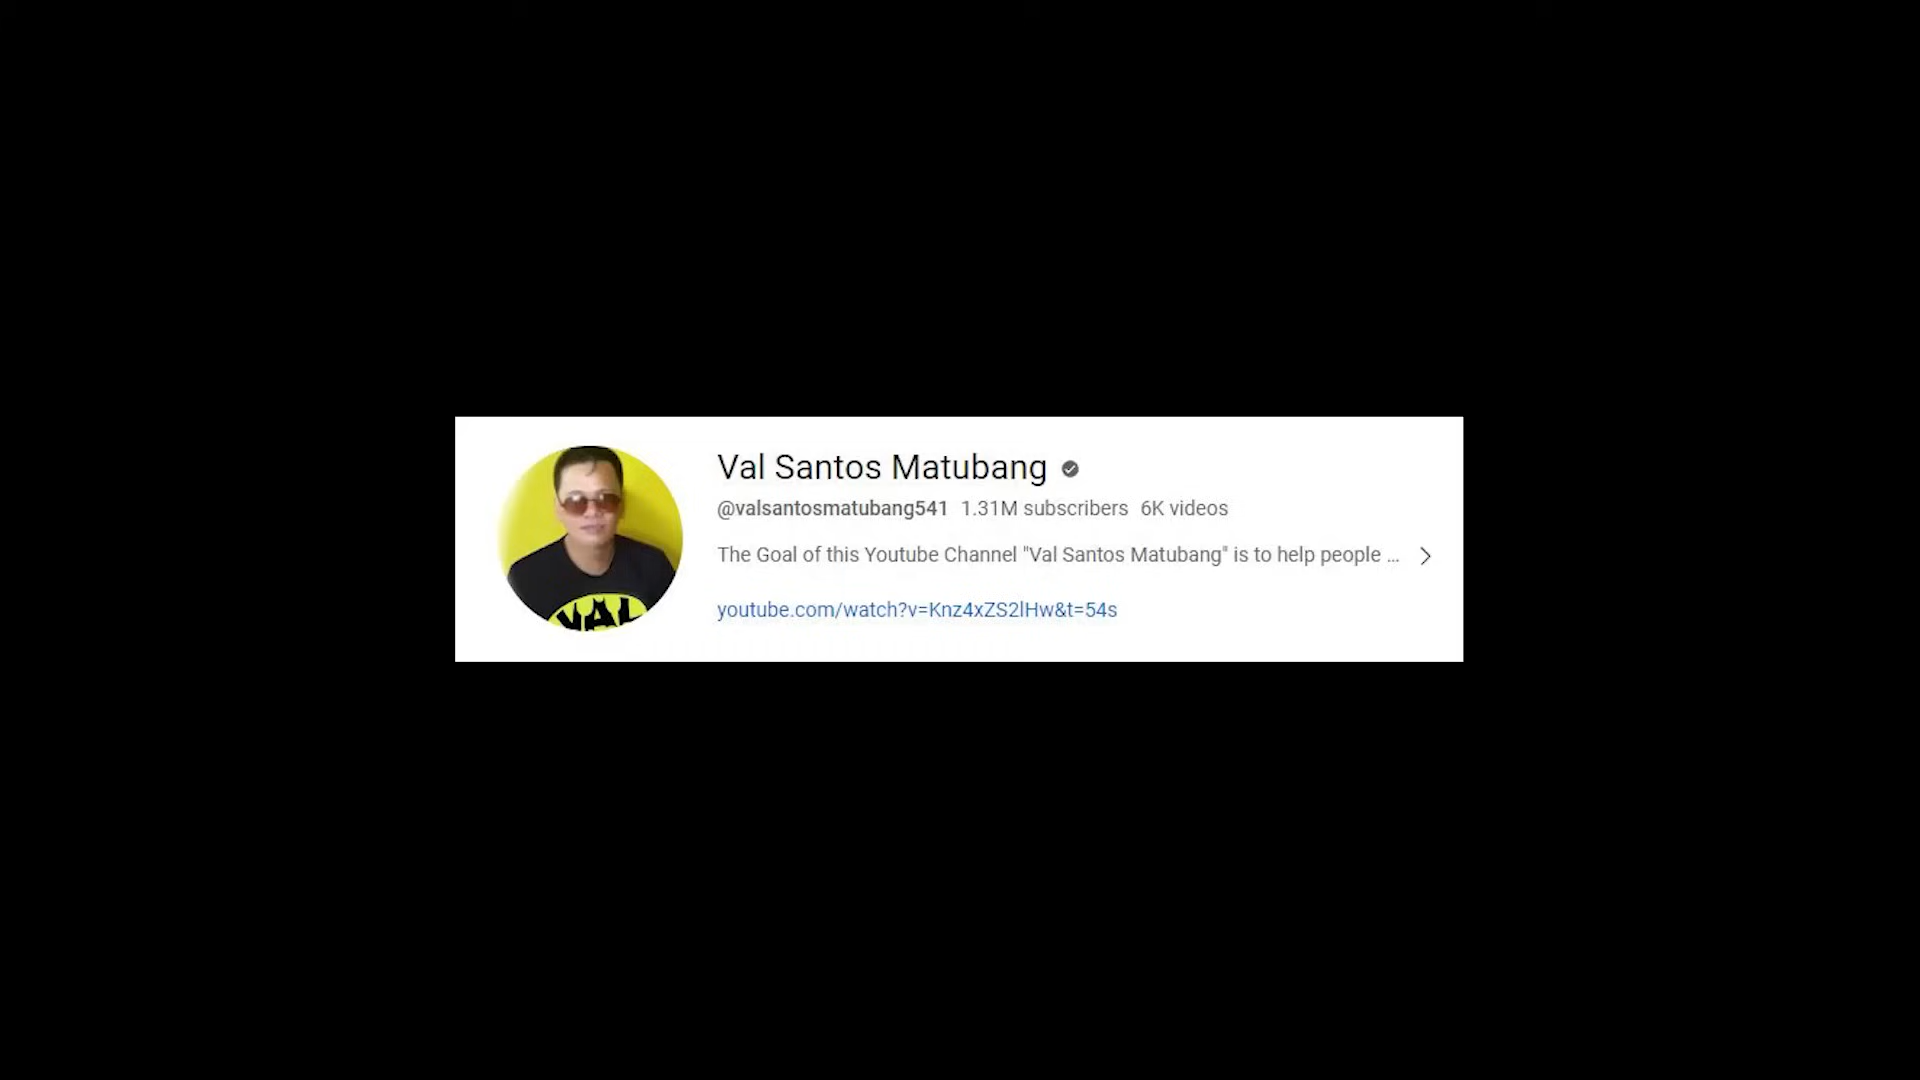 Val Santos Matubang
@valsantosmatubang541 1.31M subscribers 6K videos
The Goal of this Youtube Channel "Val Santos Matubang" is to help people ...
youtube.com/watch?v=Knz4xZS2lHw&t=54s
VAL